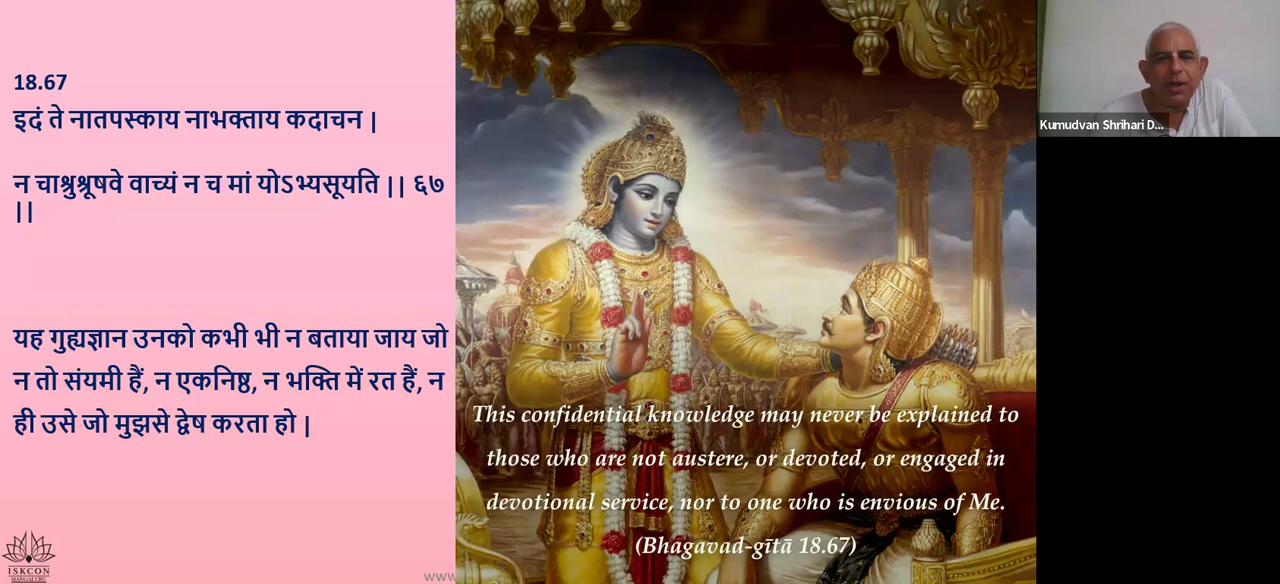 18.67
इदं ते नातपस्काय नाभक्ताय कदाचन |
न चाश्रुश्रूषवे वाच्यं न च मां योऽभ्यसूयति || ६७
||
यह गुह्यज्ञान उनको कभी भी न बताया जाय जो
न तो संयमी हैं, न एकनिष्ठ, न भक्ति में रत हैं, न
ही उसे जो मुझसे द्वेष करता हो |
ISKCON
MANGALURU
www.
This confidential knowledge may never be explained to
those who are not austere, or devoted, or engaged in
devotional service, nor to one who is envious of Me.
(Bhagavad-gītā 18.67)
Kumudvan Shrihari D...